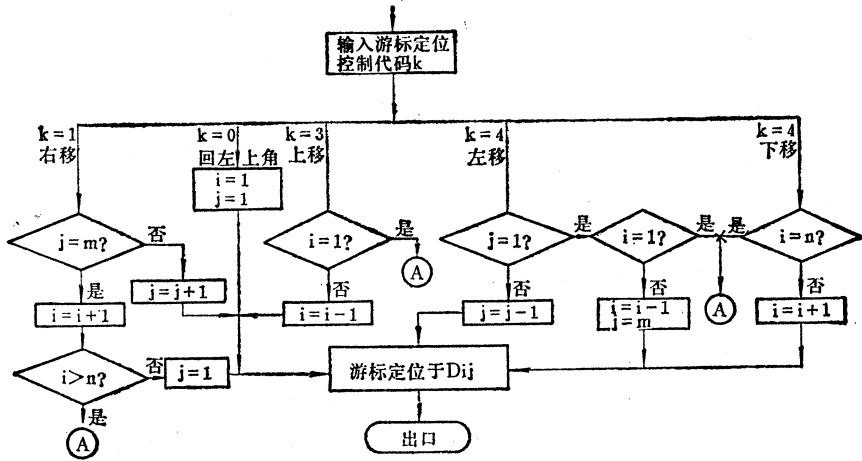 输入游标定位
控制代码k
k=1
右移
k=0
回左上角
k=3
上移
k=4
左移
k=4
下移
i=1
j=1
j=m?
否
是
i=1?
是
否
j=1?
是
否
i=1?
是
否
是
i=n?
否
A
A
j=j+1
i=i+1
i=i-1
j=j-1
i=i-1
j=m
i=i+1
i>n?
否
j=1
是
A
游标定位于Dij
出口